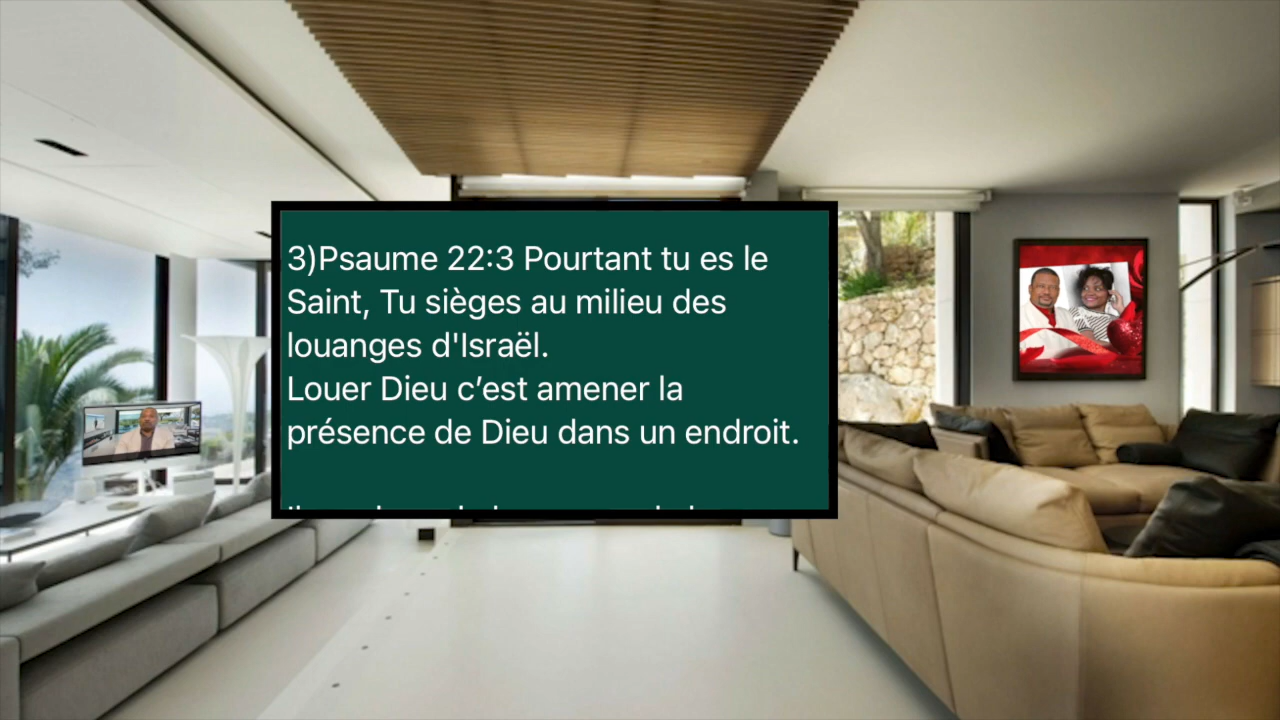 3)Psaume 22:3 Pourtant tu es le
Saint, Tu sièges au milieu des
louanges d'Israël.
Louer Dieu c’est amener la
présence de Dieu dans un endroit.